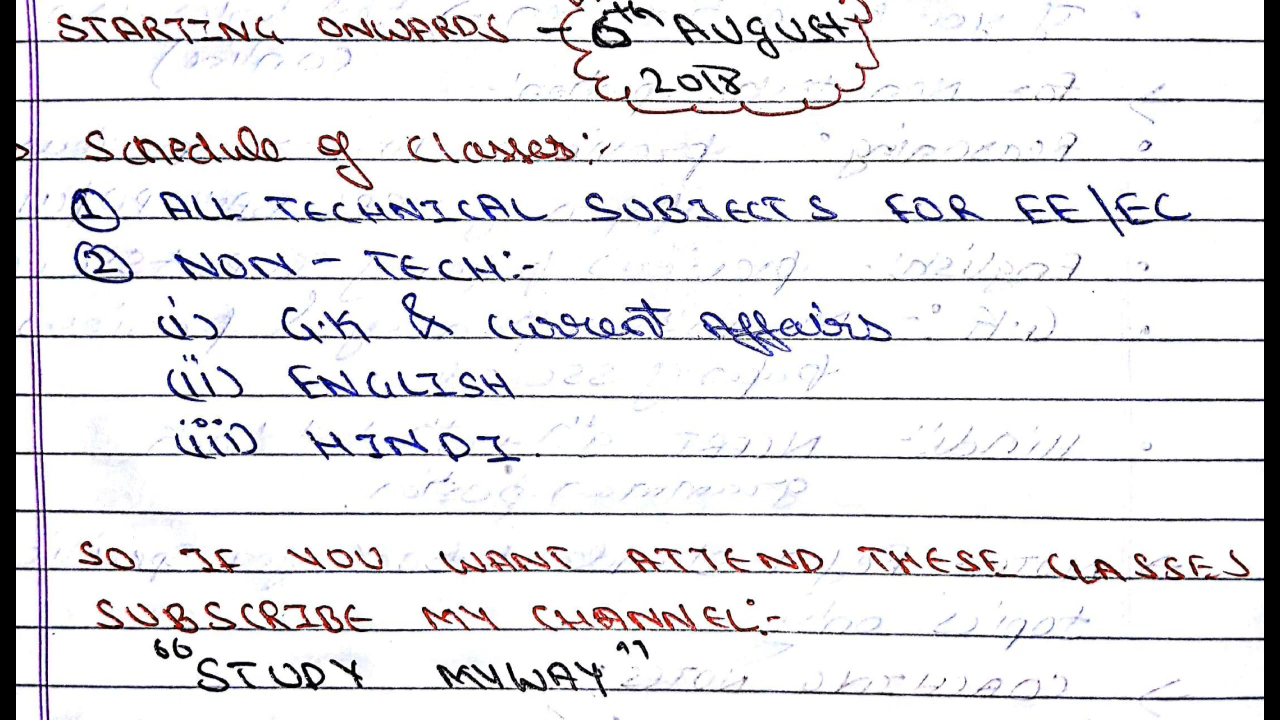 STARTING ONWARDS - 6th August
2018
Schedule of Classes:-
① ALL TECHNICAL SUBJECTS FOR EE/EC
② NON-TECH:-
(i) G.K & Current Affairs
(ii) ENGLISH
(iii) HINDI.
SO IF YOU WANT ATTEND THESE CLASSES
SUBSCRIBE MY CHANNEL:-
"STUDY MYWAY"